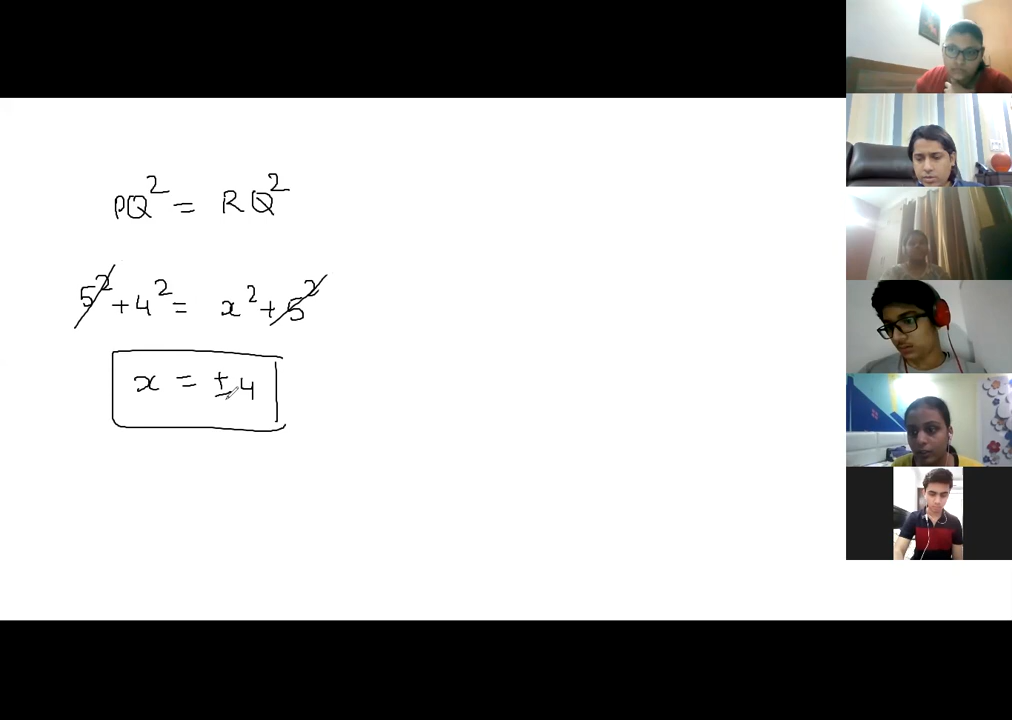 PQ² = RQ²
5² + 4² = x² + 5²
x = ±4